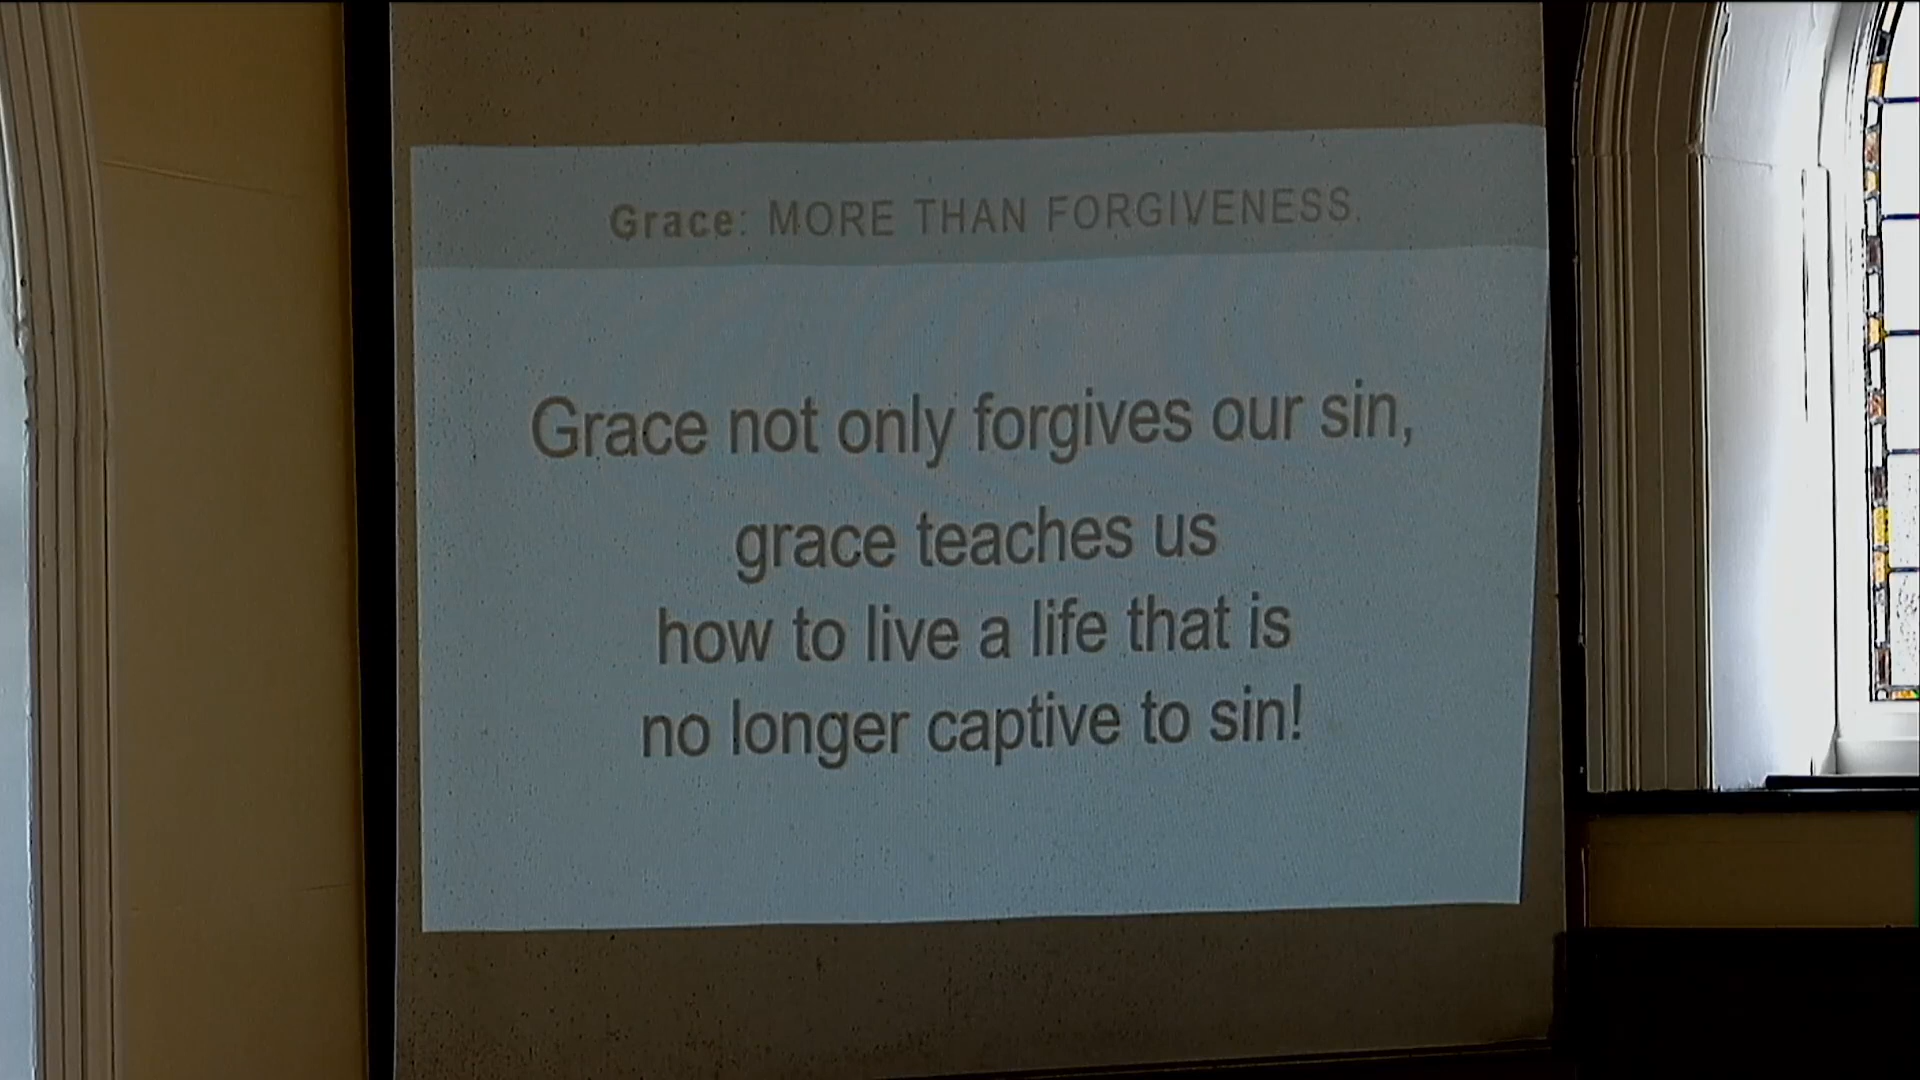 Grace: MORE THAN FORGIVENESS.
Grace not only forgives our sin,
grace teaches us
how to live a life that is
no longer captive to sin!